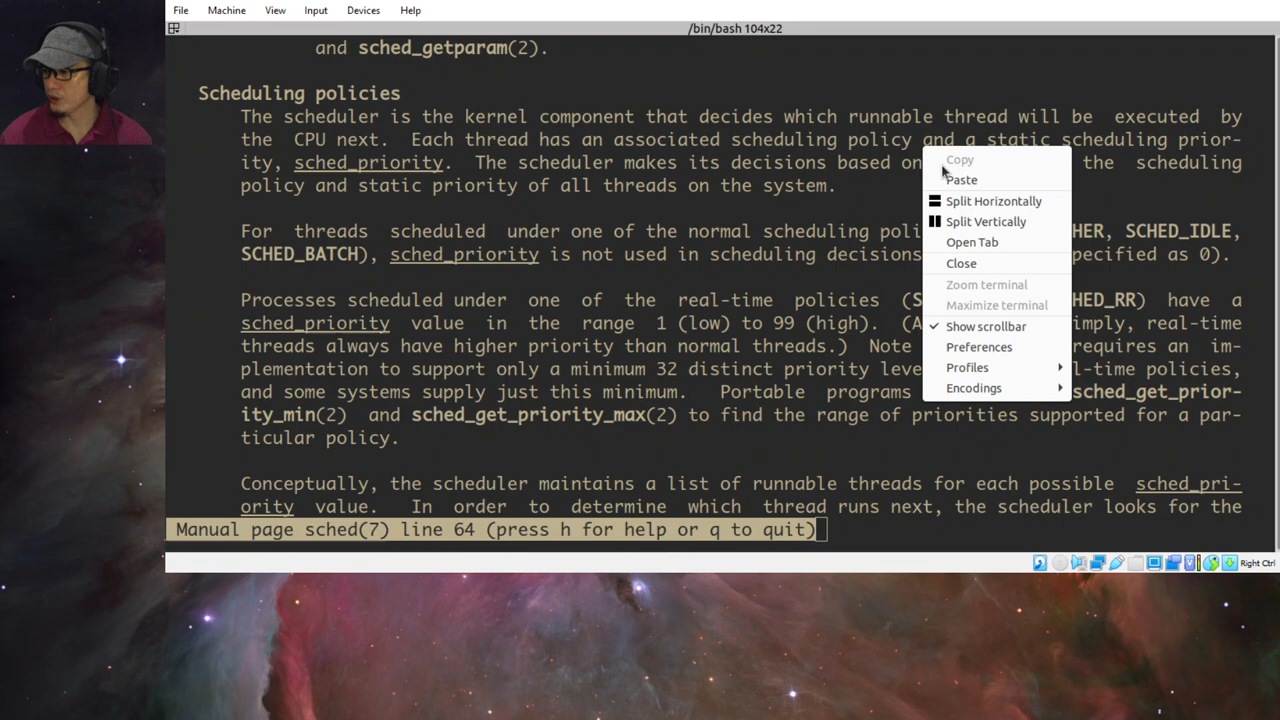 File Machine View Input Devices Help
/bin/bash 104x22
and sched_getparam(2).
Scheduling policies
The scheduler is the kernel component that decides which runnable thread will be executed by
the CPU next. Each thread has an associated scheduling policy and a static scheduling prior-
ity, sched_priority. The scheduler makes its decisions based on the scheduling
policy and static priority of all threads on the system.
For threads scheduled under one of the normal scheduling poli HER, SCHED_IDLE,
SCHED_BATCH), sched_priority is not used in scheduling decisions pecified as 0).
Processes scheduled under one of the real-time policies (S HED_RR) have a
sched_priority value in the range 1 (low) to 99 (high). (A imply, real-time
threads always have higher priority than normal threads.) Note requires an im-
plementation to support only a minimum 32 distinct priority leve l-time policies,
and some systems supply just this minimum. Portable programs sched_get_prior-
ity_min(2) and sched_get_priority_max(2) to find the range of priorities supported for a par-
ticular policy.
Conceptually, the scheduler maintains a list of runnable threads for each possible sched_pri-
ority value. In order to determine which thread runs next, the scheduler looks for the
Manual page sched(7) line 64 (press h for help or q to quit)
Copy
Paste
Split Horizontally
Split Vertically
Open Tab
Close
Zoom terminal
Maximize terminal
Show scrollbar
Preferences
Profiles
Encodings
Right Ctrl